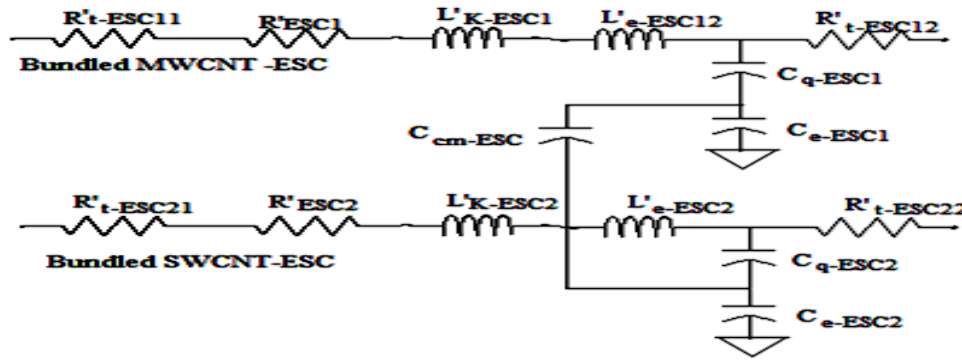 R't-ESC11 R'ESC1 L'K-ESC1 L'e-ESC12 R't-ESC12
Bundled MWCNT -ESC
Cq-ESC1
Ccm-ESC
Ce-ESC1
R't-ESC21 R'ESC2 L'K-ESC2 L'e-ESC2 R't-ESC22
Bundled SWCNT-ESC
Cq-ESC2
Ce-ESC2